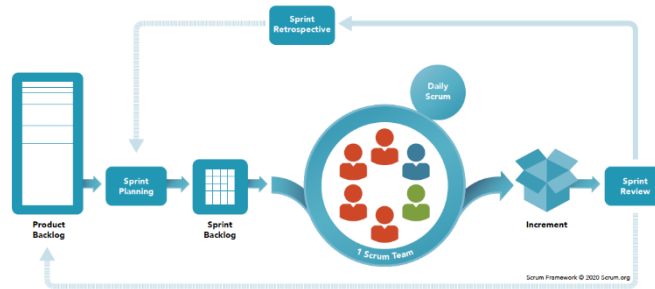 Sprint
Retrospective
Daily
Scrum
Sprint
Planning
Sprint
Review
Product
Backlog
Sprint
Backlog
1 Scrum Team
Increment
Scrum Framework © 2020 Scrum.org